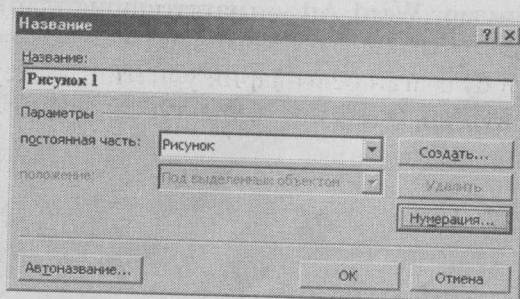 Название
Название:
Рисунок 1
Параметры
постоянная часть:
Рисунок
Создать...
положение:
Под выделенным объектом
Удалить
Нумерация...
Автоназвание...
ОК
Отмена